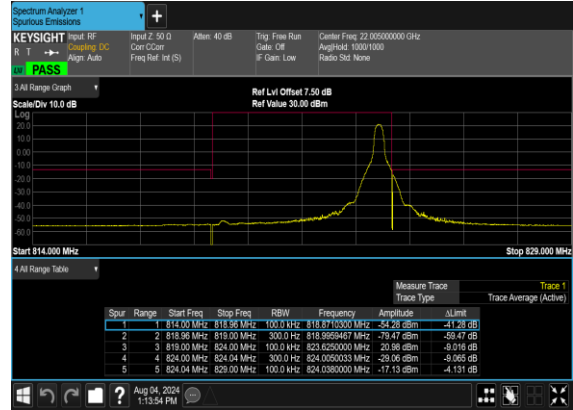 Spectrum Analyzer 1
Spurious Emissions
KEYSIGHT Input: RF Input Z: 50 Ω Atten: 40 dB Trig: Free Run Center Freq: 22.005000000 GHz
R T Coupling: DC Corr CCorr Gate: Off Avg|Hold: 1000/1000
Align: Auto Freq Ref: Int (S) IF Gain: Low Radio Std: None
PASS
3 All Range Graph
Ref Lvl Offset 7.50 dB
Scale/Div 10.0 dB Ref Value 30.00 dBm
Log
20.0
10.0
0.00
-10.0
-20.0
-30.0
-40.0
-50.0
-60.0
Start 814.000 MHz Stop 829.000 MHz
4 All Range Table
Measure Trace Trace 1
Trace Type Trace Average (Active)
Spur Range Start Freq Stop Freq RBW Frequency Amplitude ΔLimit
1 1 814.00 MHz 818.96 MHz 100.0 kHz 818.8710300 MHz -54.28 dBm -41.28 dB
2 2 818.96 MHz 819.00 MHz 300.0 Hz 818.9959467 MHz -79.47 dBm -59.47 dB
3 3 819.00 MHz 824.00 MHz 100.0 kHz 823.6250000 MHz 20.98 dBm -9.016 dB
4 4 824.00 MHz 824.04 MHz 300.0 Hz 824.0050033 MHz -29.06 dBm -9.065 dB
5 5 824.04 MHz 829.00 MHz 100.0 kHz 824.0380000 MHz -17.13 dBm -4.131 dB
? Aug 04, 2024
1:13:54 PM